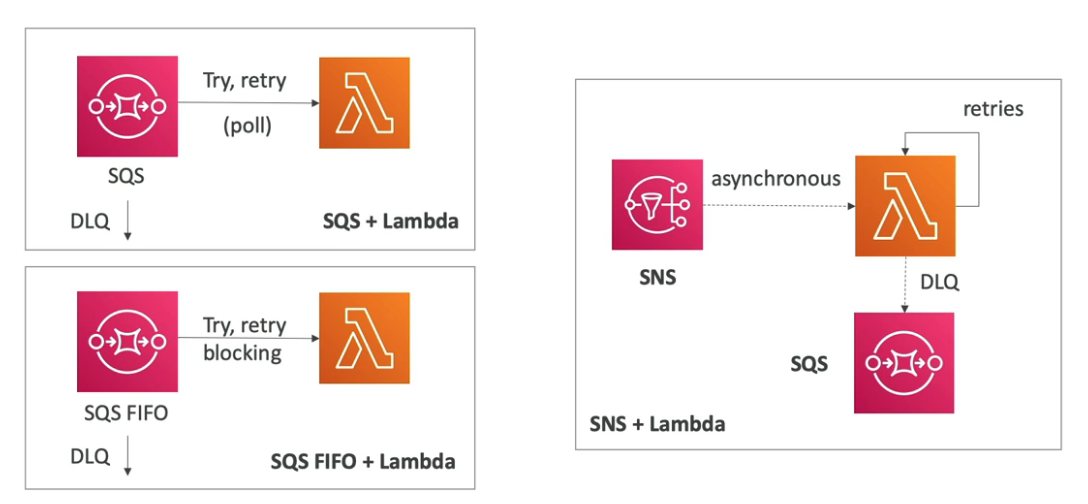 Try, retry
(poll)
SQS
DLQ
SQS + Lambda
Try, retry
blocking
SQS FIFO
DLQ
SQS FIFO + Lambda
retries
asynchronous
SNS
DLQ
SQS
SNS + Lambda